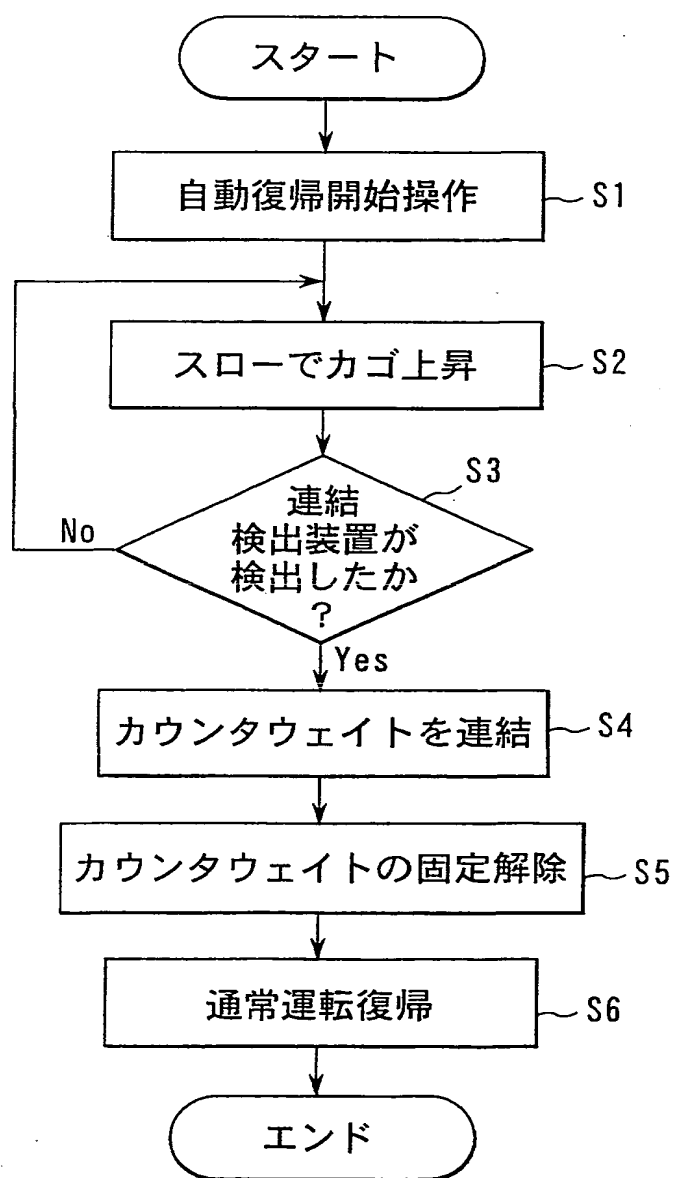 スタート
自動復帰開始操作
S1
スローでカゴ上昇
S2
S3
連結
検出装置が
検出したか
?
No
Yes
カウンタウェイトを連結
S4
カウンタウェイトの固定解除
S5
通常運転復帰
S6
エンド